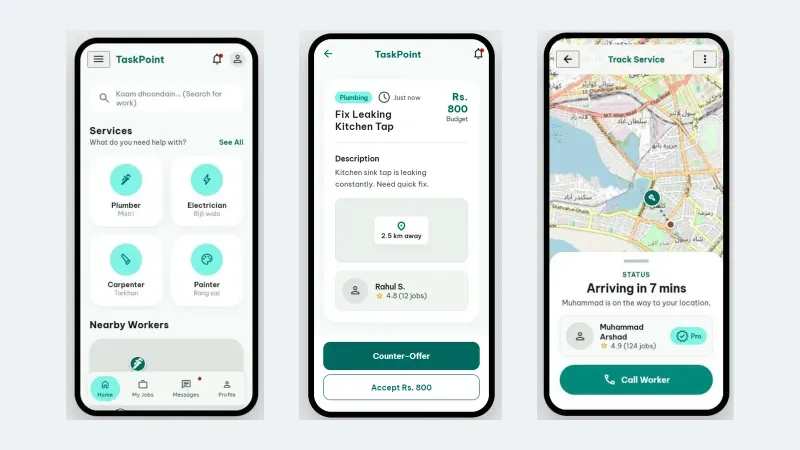 TaskPoint
Kaam dhoondain... (Search for
work)
Services
What do you need help with?
See All
Plumber
Mistri
Electrician
Bijli wala
Carpenter
Tarkhan
Painter
Rang saz
Nearby Workers
Home
My Jobs
Messages
Profile
TaskPoint
Plumbing
Just now
Rs.
800
Budget
Fix Leaking
Kitchen Tap
Description
Kitchen sink tap is leaking
constantly. Need quick fix.
2.5 km away
Rahul S.
4.8 (12 jobs)
Counter-Offer
Accept Rs. 800
Track Service
سلطان آباد
شاہ رسول
STATUS
Arriving in 7 mins
Muhammad is on the way to your location.
Muhammad
Arshad
4.9 (124 jobs)
Pro
Call Worker